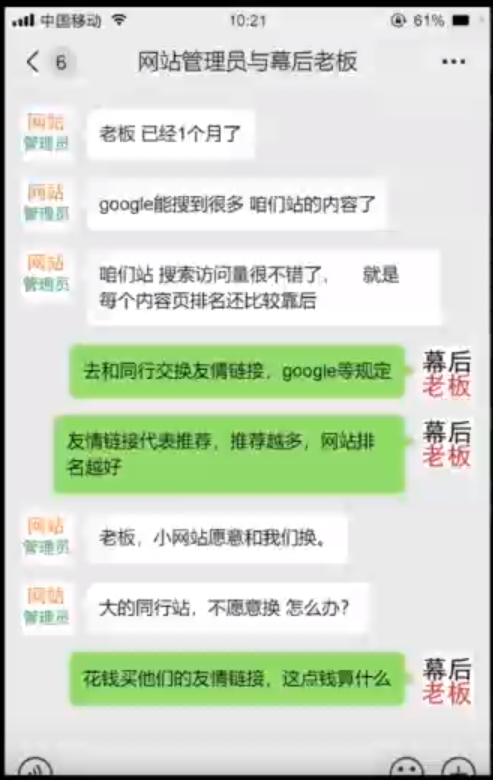 中国移动 10:21 61%
6 网站管理员与幕后老板
网站
管理员
老板 已经1个月了
网站
管理员
google能搜到很多 咱们站的内容了
网站
管理员
咱们站 搜索访问量很不错了， 就是
每个内容页排名还比较靠后
去和同行交换友情链接，google等规定
幕后
老板
友情链接代表推荐，推荐越多，网站排
名越好
幕后
老板
网站
管理员
老板，小网站愿意和我们换。
网站
管理员
大的同行站，不愿意换 怎么办？
花钱买他们的友情链接，这点钱算什么
幕后
老板